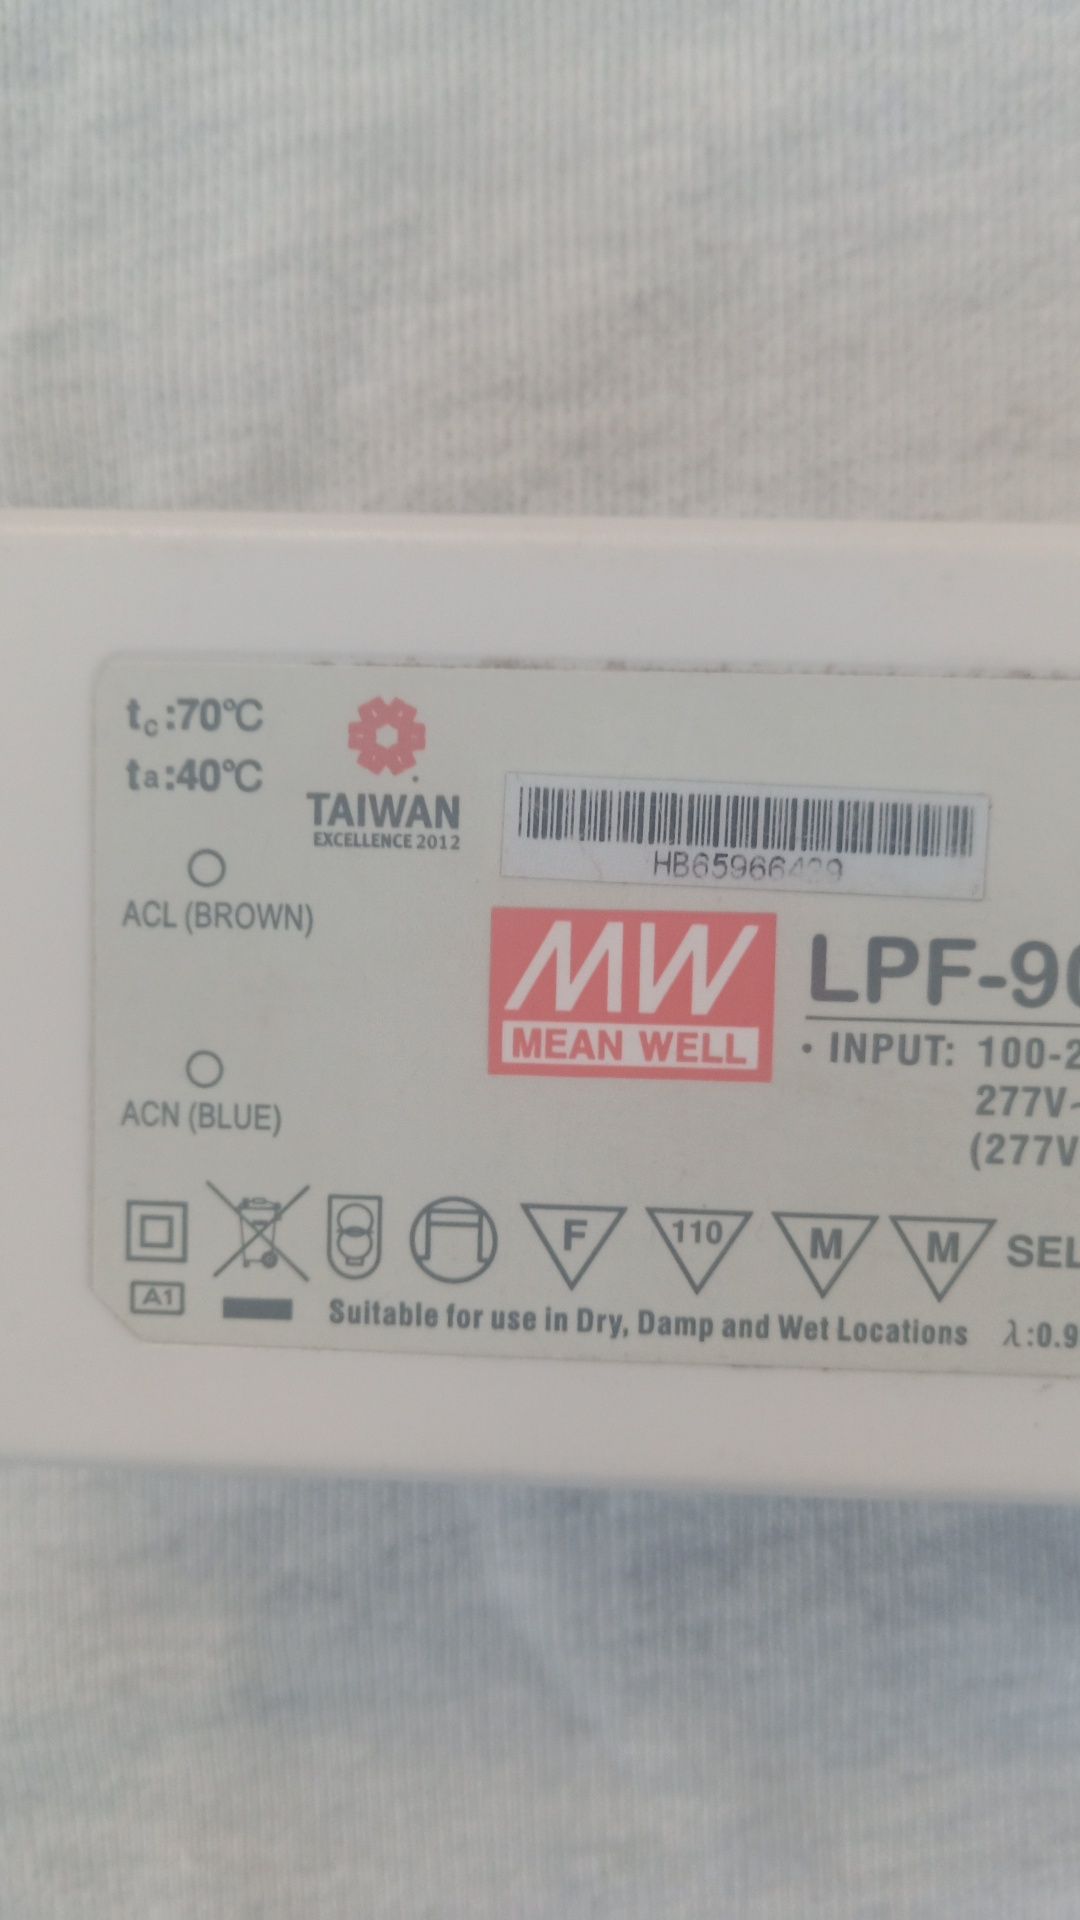 tc:70°C
ta:40°C
TAIWAN
EXCELLENCE 2012
ACL (BROWN)
ACN (BLUE)
MW
MEAN WELL
LPF-90
• INPUT: 100-2
277V~
(277V
F
110
M
M
SEL
A1
Suitable for use in Dry, Damp and Wet Locations
λ:0.9